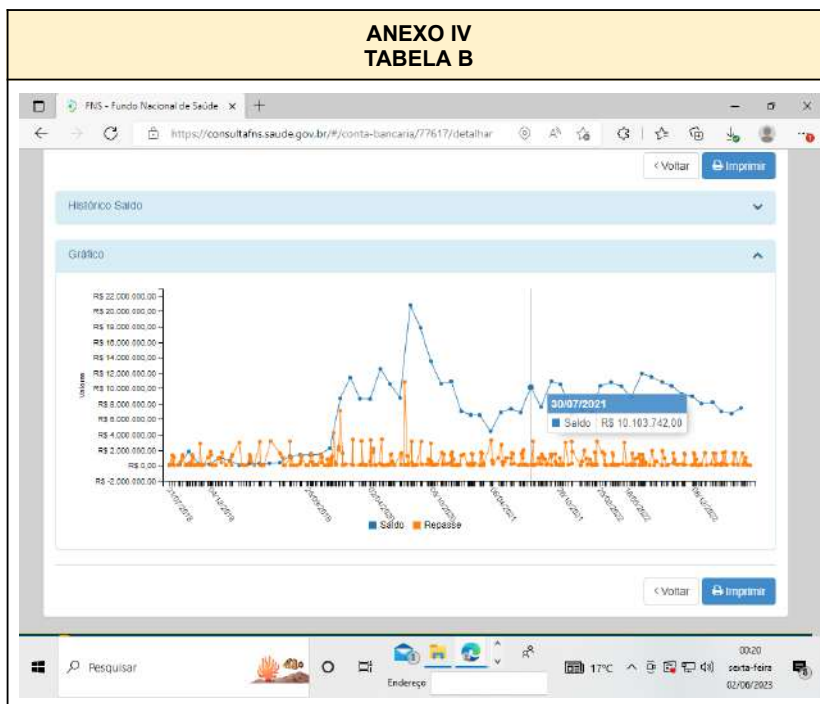 ANEXO IV
TABELA B
FNS - Fundo Nacional de Saúde
https://consultafns.saude.gov.br/#/conta-bancaria/77617/detalhar
< Voltar
Imprimir
Histórico Saldo
Gráfico
R$ 22.000.000,00
R$ 20.000.000,00
R$ 18.000.000,00
R$ 16.000.000,00
R$ 14.000.000,00
R$ 12.000.000,00
R$ 10.000.000,00
R$ 8.000.000,00
R$ 6.000.000,00
R$ 4.000.000,00
R$ 2.000.000,00
R$ 0,00
R$ -2.000.000,00
Valores
30/07/2021
Saldo R$ 10.103.742,00
02/04/2020
Saldo Repasse
< Voltar
Imprimir
Pesquisar
Endereço
17°C
00:20
sexta-feira
02/06/2023